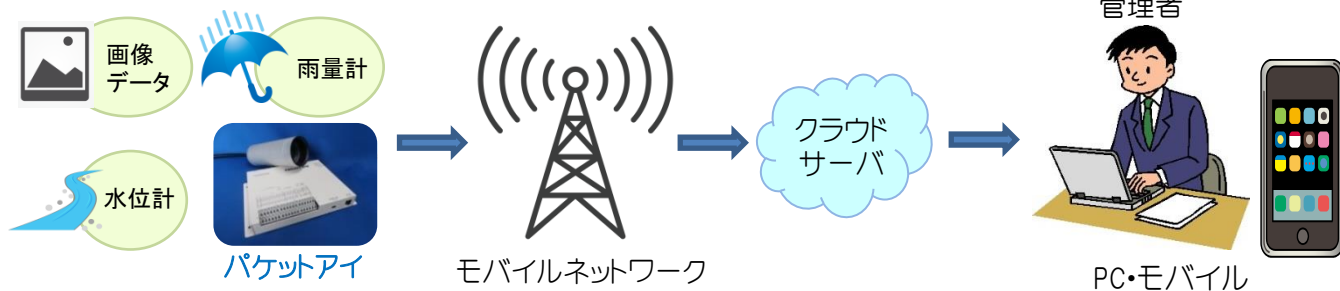 管理者
画像
データ
雨量計
クラウド
サーバ
水位計
パケットアイ
モバイルネットワーク
PC・モバイル